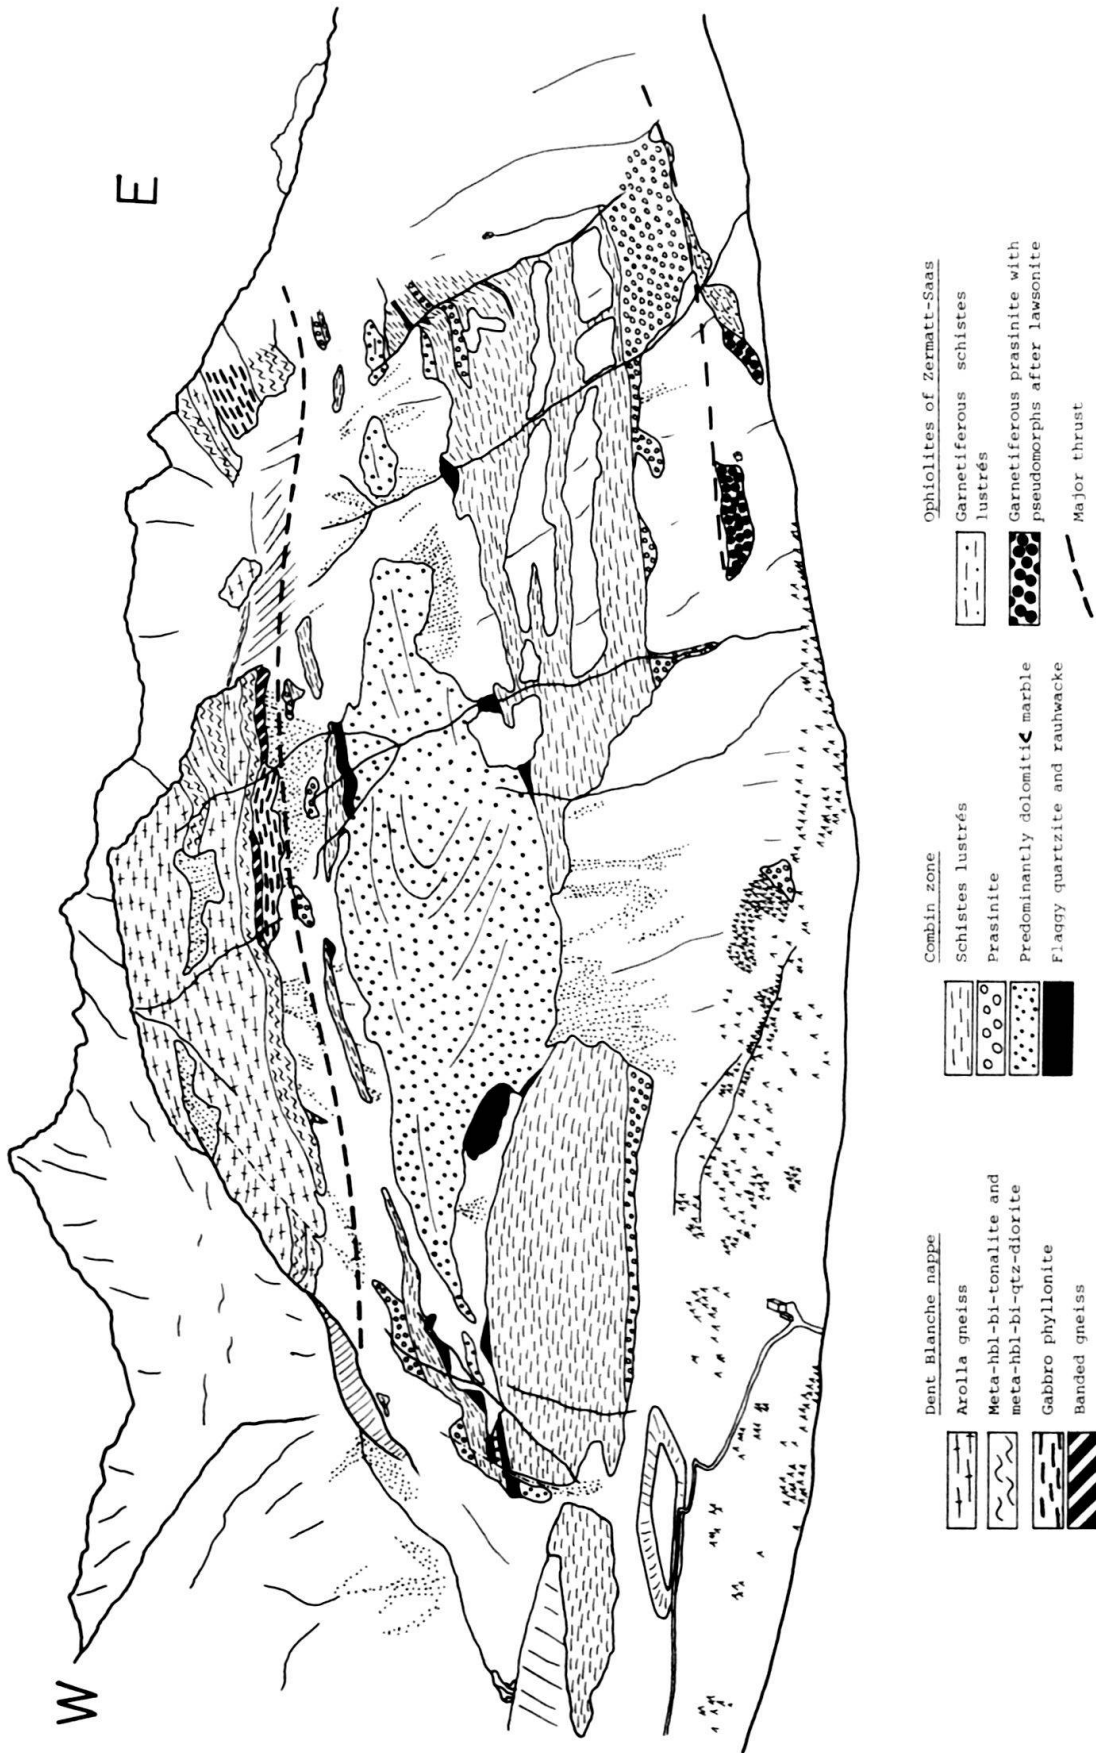 W
E
Dent Blanche nappe
Arolla gneiss
Meta-hbl-bi-tonalite and
meta-hbl-bi-qtz-diorite
Gabbro phyllonite
Banded gneiss
Combin zone
Schistes lustrés
Prasinite
Predominantly dolomitic marble
Flaggy quartzite and rauhwacke
Ophiolites of Zermatt-Saas
Garnetiferous schistes
lustrés
Garnetiferous prasinite with
pseudomorphs after lawsonite
Major thrust